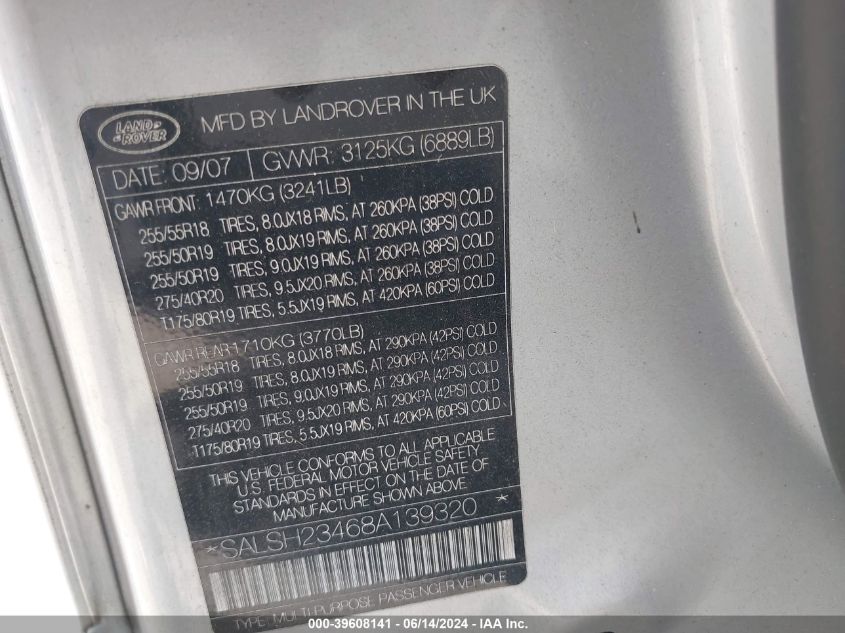 LAND
ROVER
MFD BY LANDROVER IN THE UK
DATE: 09/07 GVWR: 3125KG (6889LB)
GAWR FRONT: 1470KG (3241LB)
255/55R18 TIRES, 8.0JX18 RIMS, AT 260KPA (38PSI) COLD
255/50R19 TIRES, 8.0JX19 RIMS, AT 260KPA (38PSI) COLD
255/50R19 TIRES, 9.0JX19 RIMS, AT 260KPA (38PSI) COLD
275/40R20 TIRES, 9.5JX20 RIMS, AT 260KPA (38PSI) COLD
T175/80R19 TIRES, 5.5JX19 RIMS, AT 420KPA (60PSI) COLD
GAWR REAR: 1710KG (3770LB)
255/55R18 TIRES, 8.0JX18 RIMS, AT 290KPA (42PSI) COLD
255/50R19 TIRES, 8.0JX19 RIMS, AT 290KPA (42PSI) COLD
255/50R19 TIRES, 9.0JX19 RIMS, AT 290KPA (42PSI) COLD
275/40R20 TIRES, 9.5JX20 RIMS, AT 290KPA (42PSI) COLD
T175/80R19 TIRES, 5.5JX19 RIMS, AT 420KPA (60PSI) COLD
THIS VEHICLE CONFORMS TO ALL APPLICABLE
U.S. FEDERAL MOTOR VEHICLE SAFETY
STANDARDS IN EFFECT ON THE DATE OF
MANUFACTURE SHOWN ABOVE
*SALSH23468A139320 *
TYPE: MULTI PURPOSE PASSENGER VEHICLE
000-39608141 - 06/14/2024 - IAA Inc.